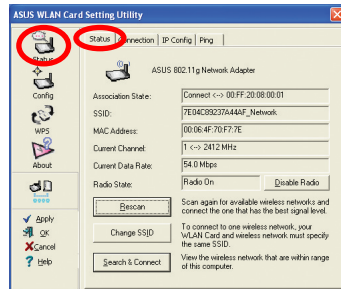 ASUS WLAN Card Setting Utility
Status
Config
WPS
About
Apply
OK
Cancel
Help
Status Connection IP Config Ping
ASUS 802.11g Network Adapter
Association State: Connect <--> 00:FF:20:08:00:01
SSID: 7E04C89237A44AF_Network
MAC Address: 00:06:4F:70:F7:7E
Current Channel: 1 <--> 2412 MHz
Current Data Rate: 54.0 Mbps
Radio State: Radio On Disable Radio
Rescan Scan again for available wireless networks and
connect the one that has the best signal level.
Change SSID To connect to one wireless network, your
WLAN Card and wireless network must specify
the same SSID.
Search & Connect View the wireless network that are within range
of this computer.